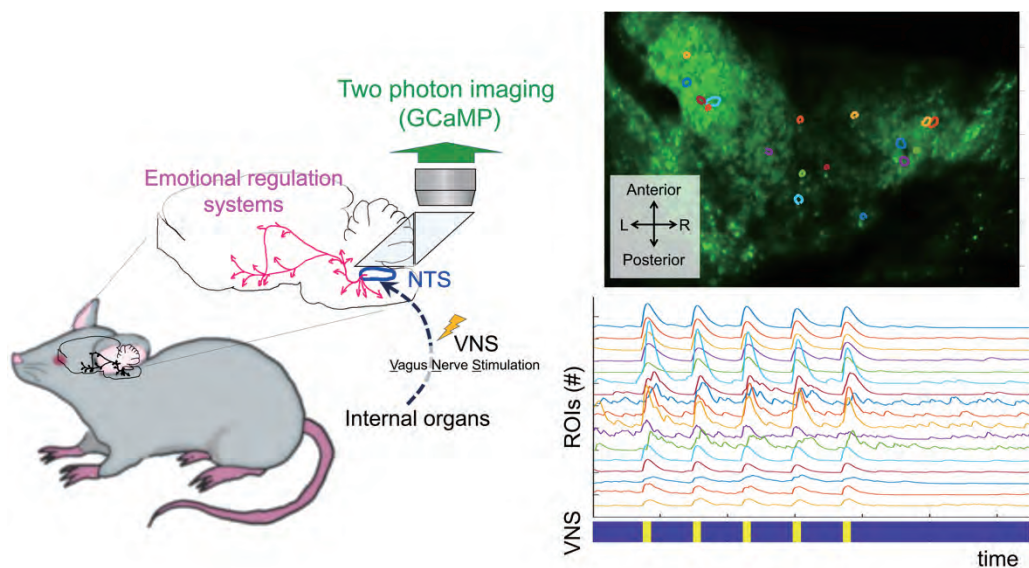 Two photon imaging
(GCaMP)
Emotional regulation
systems
NTS
VNS
Vagus Nerve Stimulation
Internal organs
Anterior
L R
Posterior
ROIs (#)
VNS
time